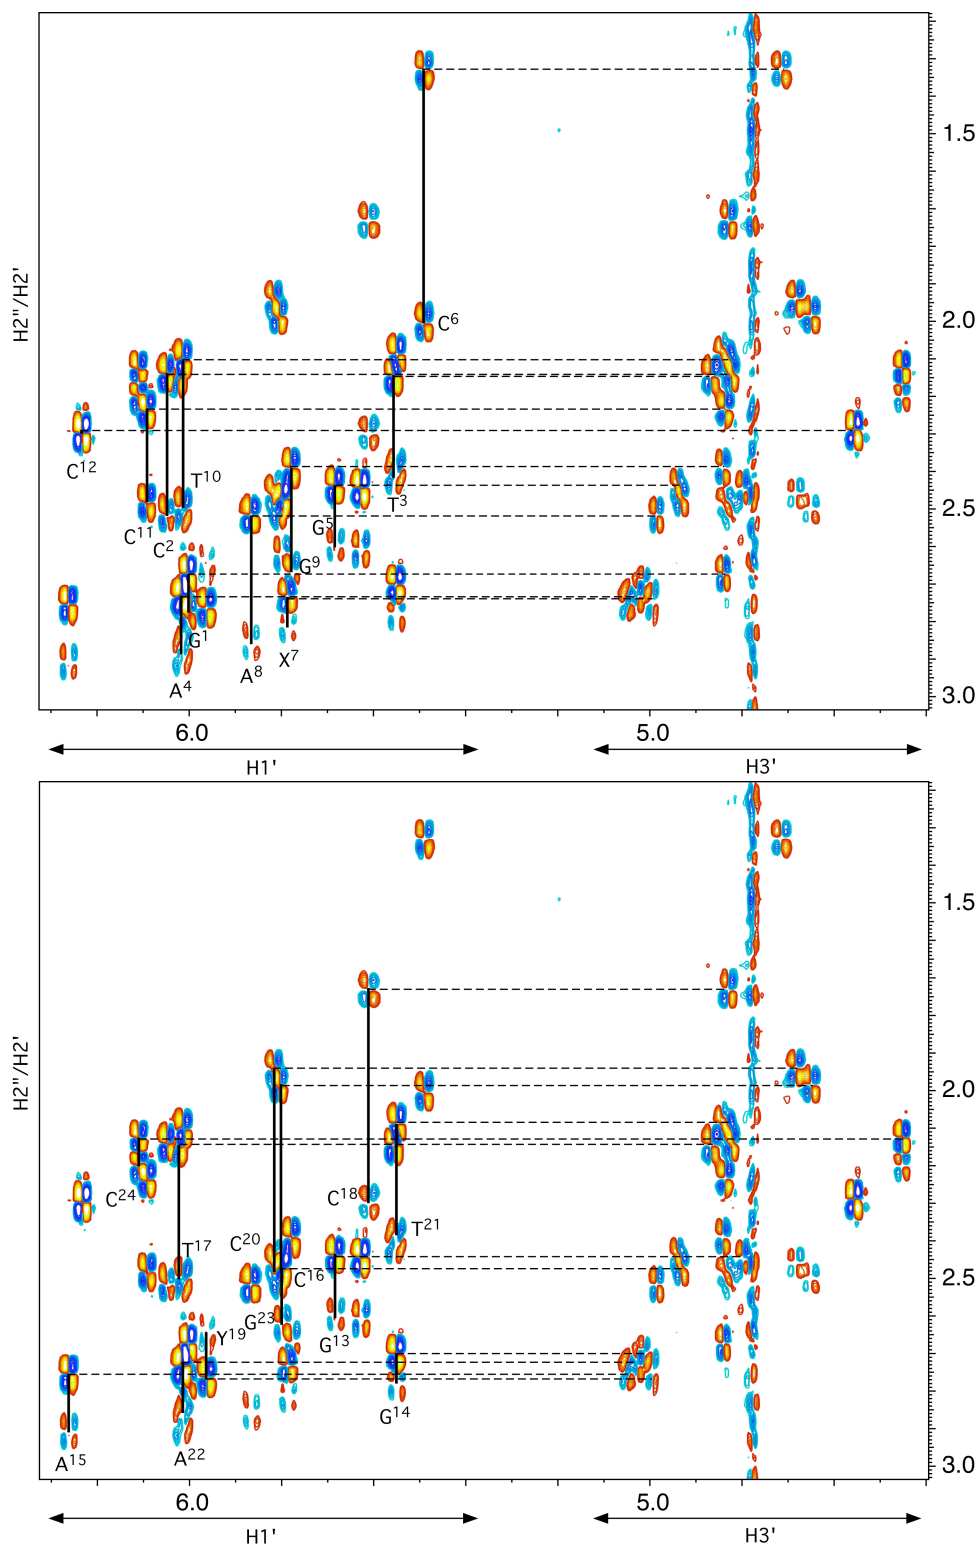 1.5
H2"/H2'
2.0
C⁶
C¹²
T¹⁰
T³
2.5
C¹¹
C²
G⁵
G⁹
G¹
X⁷
A⁸
A⁴
3.0
6.0
5.0
H1'
H3'
1.5
H2"/H2'
2.0
C²⁴
C¹⁸
T²¹
T¹⁷
C²⁰
C¹⁶
2.5
G²³
Y¹⁹
G¹³
G¹⁴
A¹⁵
A²²
3.0
6.0
5.0
H1'
H3'